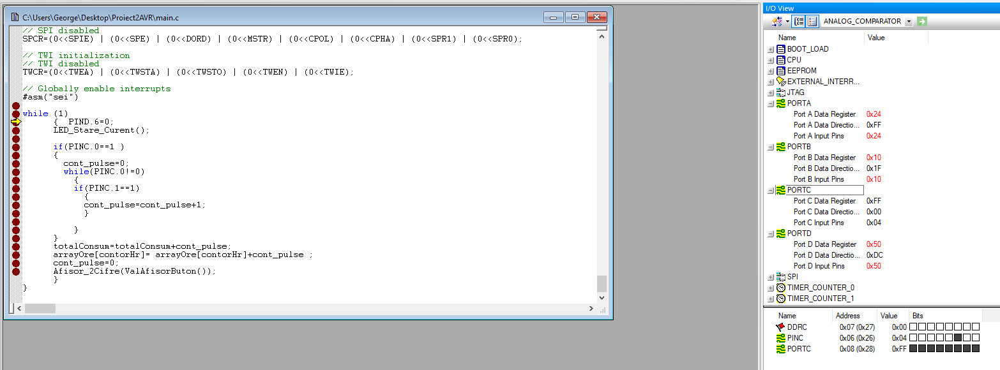 C:\Users\George\Desktop\Proiect2AVR\main.c
// SPI disabled
SPCR=(0<<SPIE) | (0<<SPE) | (0<<DORD) | (0<<MSTR) | (0<<CPOL) | (0<<CPHA) | (0<<SPR1) | (0<<SPR0);
// TWI initialization
// TWI disabled
TWCR=(0<<TWEA) | (0<<TWSTA) | (0<<TWSTO) | (0<<TWEN) | (0<<TWIE);
// Globally enable interrupts
#asm("sei")
while (1)
{  PIND.6=0;
LED_Stare_Curent();
if(PINC.0==1 )
{
cont_pulse=0;
while(PINC.0!=0)
{
if(PINC.1==1)
{
cont_pulse=cont_pulse+1;
}
}
}
totalConsum=totalConsum+cont_pulse;
arrayOre[contorHr]= arrayOre[contorHr]+cont_pulse ;
cont_pulse=0;
Afisor_2Cifre(ValAfisorButon());
}
}
I/O View
ANALOG_COMPARATOR
Name Value
BOOT_LOAD
CPU
EEPROM
EXTERNAL_INTERR...
JTAG
PORTA
Port A Data Register 0x24
Port A Data Directio... 0xFF
Port A Input Pins 0x24
PORTB
Port B Data Register 0x10
Port B Data Directio... 0x1F
Port B Input Pins 0x10
PORTC
Port C Data Register 0xFF
Port C Data Directio... 0x00
Port C Input Pins 0x04
PORTD
Port D Data Register 0x50
Port D Data Directio... 0xDC
Port D Input Pins 0x50
SPI
TIMER_COUNTER_0
TIMER_COUNTER_1
Name Address Value Bits
DDRC 0x07 (0x27) 0x00
PINC 0x06 (0x26) 0x04
PORTC 0x08 (0x28) 0xFF